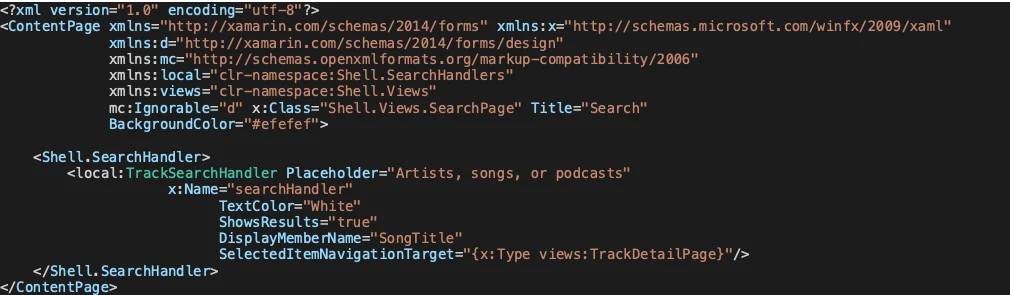 <?xml version="1.0" encoding="utf-8"?>
<ContentPage xmlns="http://xamarin.com/schemas/2014/forms" xmlns:x="http://schemas.microsoft.com/winfx/2009/xaml"
             xmlns:d="http://xamarin.com/schemas/2014/forms/design"
             xmlns:mc="http://schemas.openxmlformats.org/markup-compatibility/2006"
             xmlns:local="clr-namespace:Shell.SearchHandlers"
             xmlns:views="clr-namespace:Shell.Views"
             mc:Ignorable="d" x:Class="Shell.Views.SearchPage" Title="Search"
             BackgroundColor="#efefef">

    <Shell.SearchHandler>
        <local:TrackSearchHandler Placeholder="Artists, songs, or podcasts"
                    x:Name="searchHandler"
                          TextColor="White"
                          ShowsResults="true"
                          DisplayMemberName="SongTitle"
                          SelectedItemNavigationTarget="{x:Type views:TrackDetailPage}"/>
    </Shell.SearchHandler>
</ContentPage>